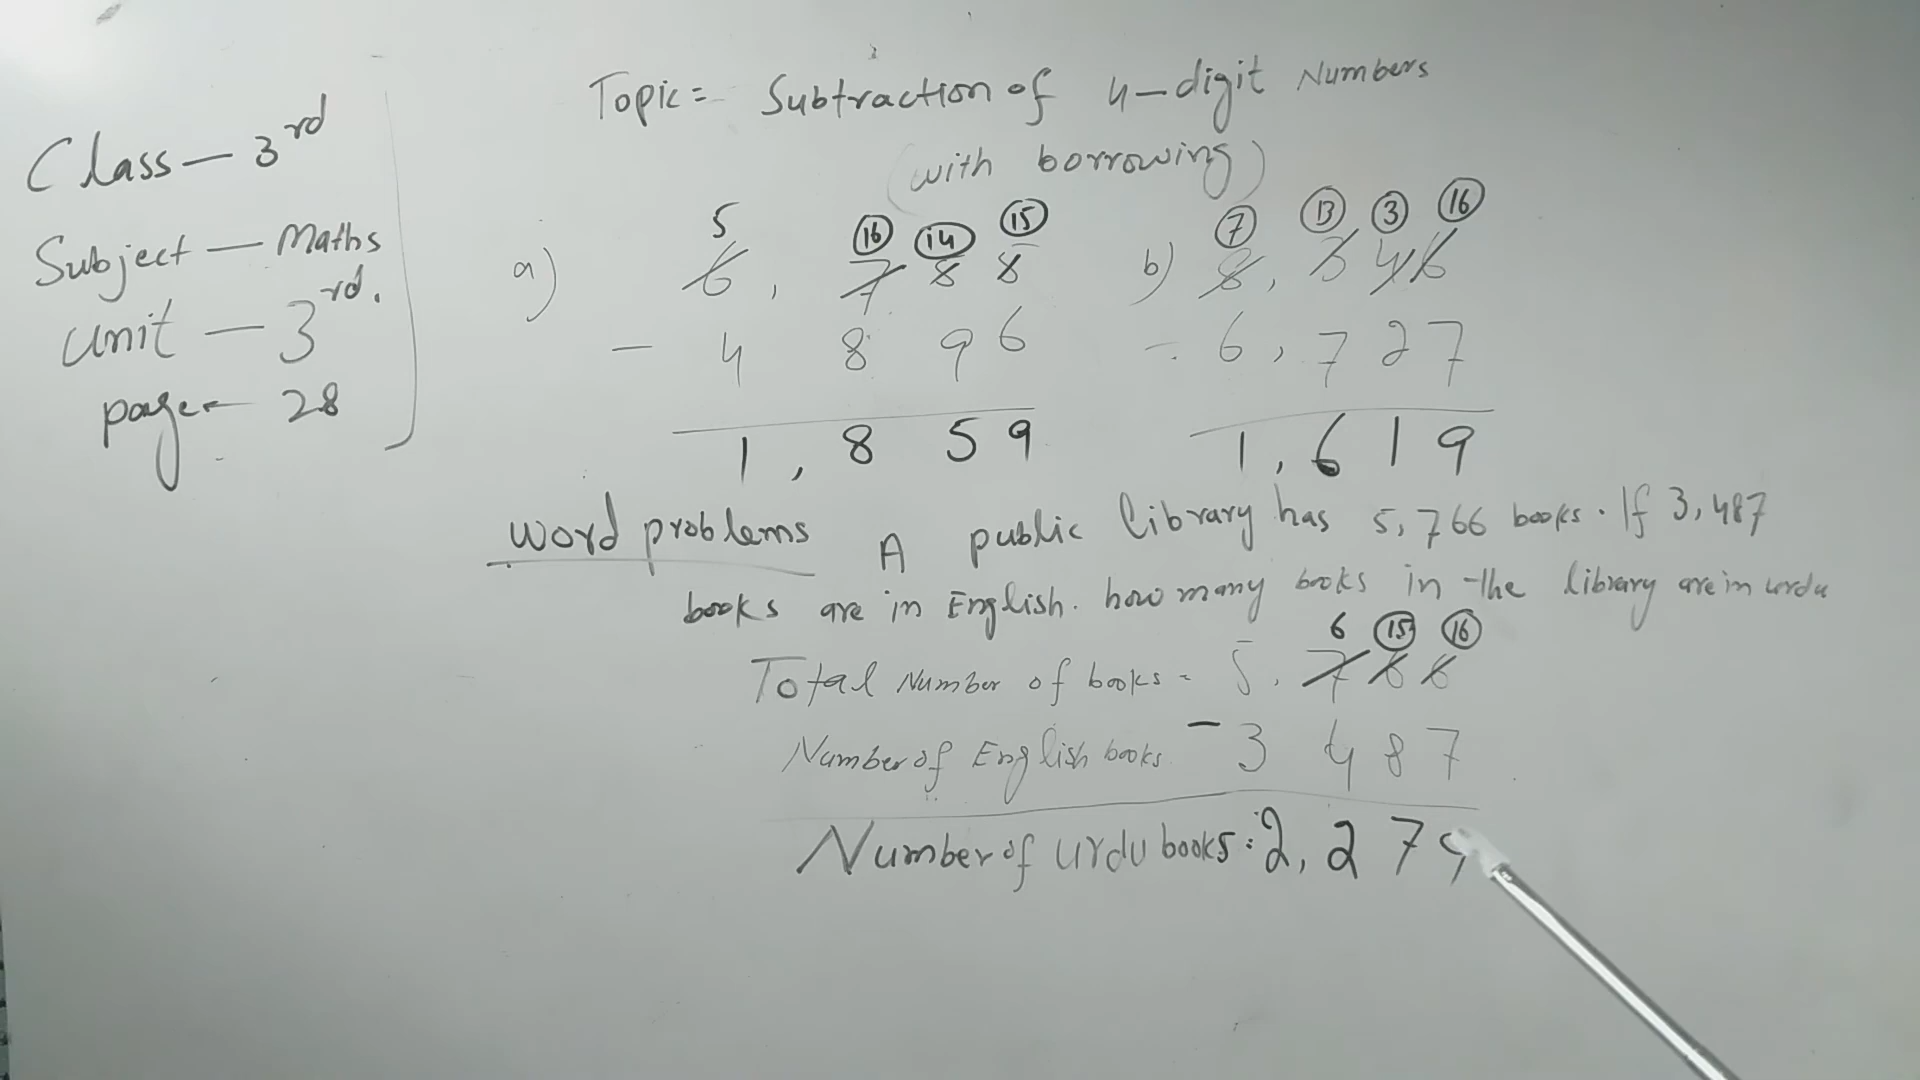 Class — 3rd
Subject — Maths
unit — 3rd.
page - 28
Topic = Subtraction of 4-digit Numbers
(with borrowing)
5 16 14 15
a) 6, 7 8 8
- 4 8 9 6
1, 8 5 9
7 13 3 16
b) 8, 3 4 6
- 6, 7 2 7
1, 6 1 9
word problems A public library has 5,766 books. If 3,487
books are in English. how many books in the library are in urdu
6 15 16
Total Number of books = 5, 7 6 6
Number of English books - 3 4 8 7
Number of urdu books : 2, 2 7 9